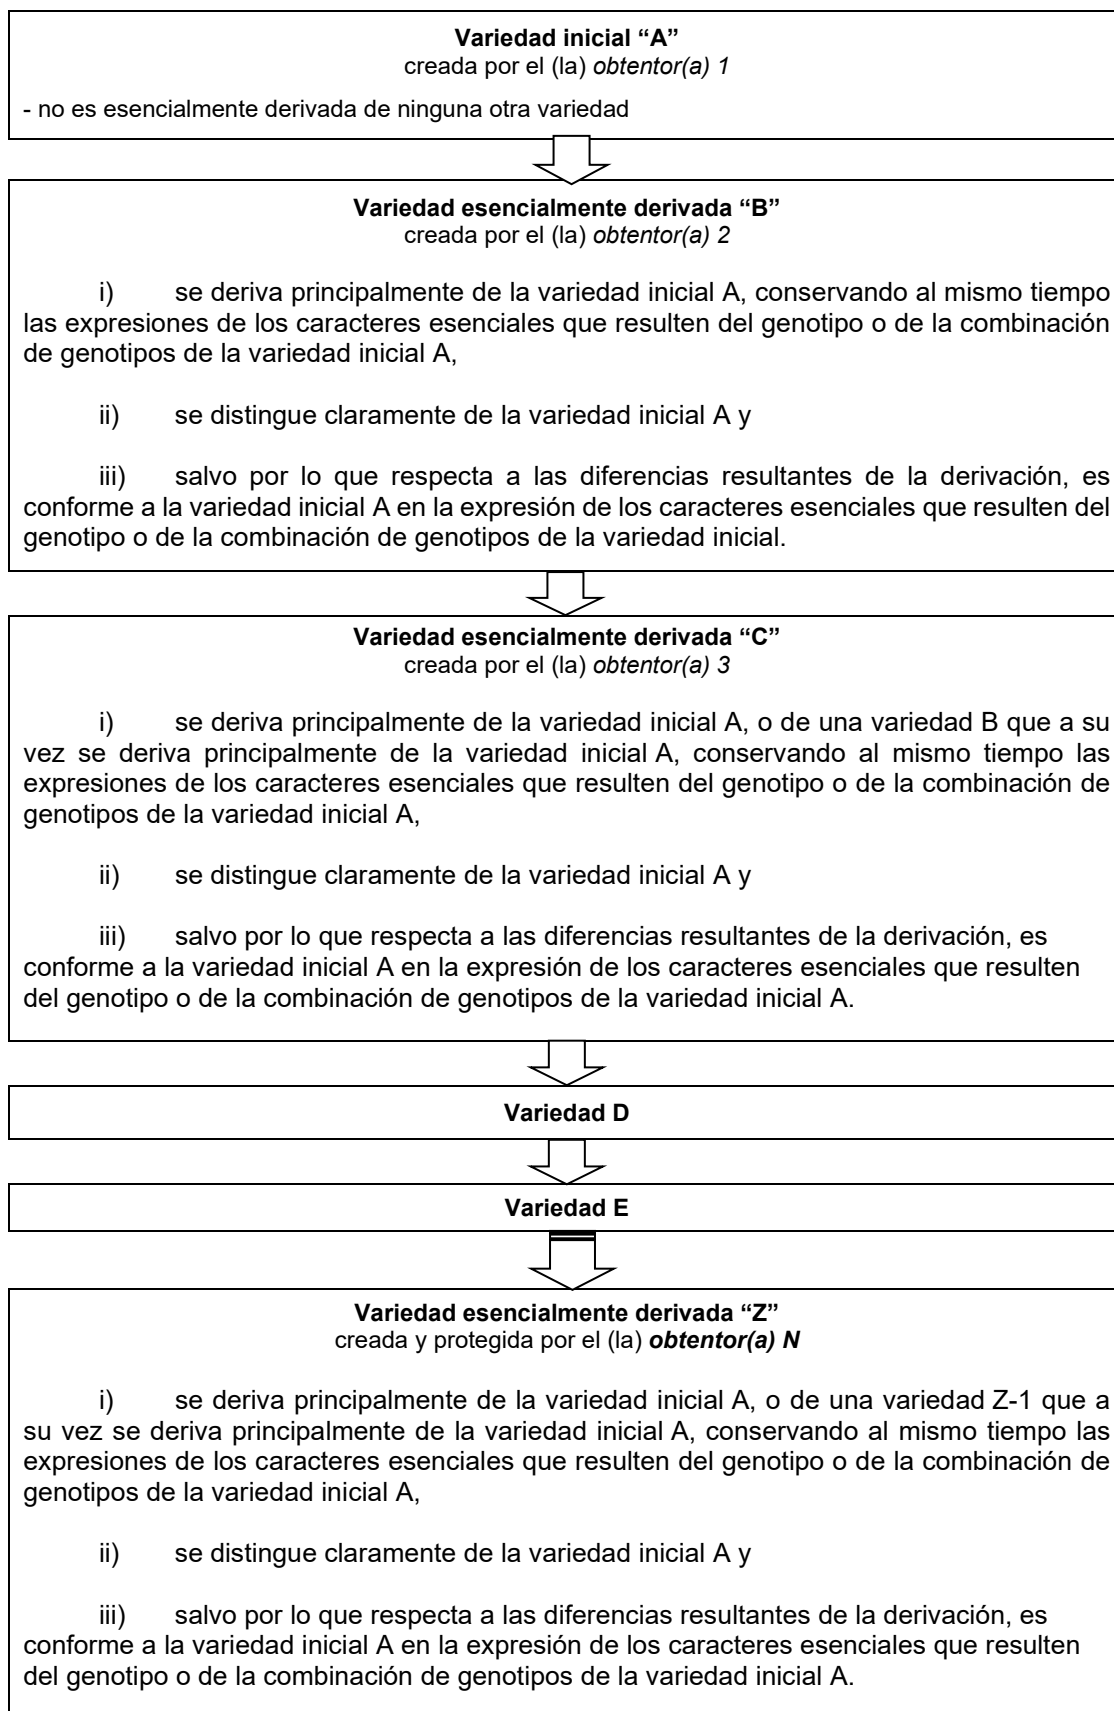 Variedad inicial “A”
creada por el (la) obtentor(a) 1
- no es esencialmente derivada de ninguna otra variedad
Variedad esencialmente derivada “B”
creada por el (la) obtentor(a) 2
i) se deriva principalmente de la variedad inicial A, conservando al mismo tiempo
las expresiones de los caracteres esenciales que resulten del genotipo o de la combinación
de genotipos de la variedad inicial A,
ii) se distingue claramente de la variedad inicial A y
iii) salvo por lo que respecta a las diferencias resultantes de la derivación, es
conforme a la variedad inicial A en la expresión de los caracteres esenciales que resulten del
genotipo o de la combinación de genotipos de la variedad inicial.
Variedad esencialmente derivada “C”
creada por el (la) obtentor(a) 3
i) se deriva principalmente de la variedad inicial A, o de una variedad B que a su
vez se deriva principalmente de la variedad inicial A, conservando al mismo tiempo las
expresiones de los caracteres esenciales que resulten del genotipo o de la combinación de
genotipos de la variedad inicial A,
ii) se distingue claramente de la variedad inicial A y
iii) salvo por lo que respecta a las diferencias resultantes de la derivación, es
conforme a la variedad inicial A en la expresión de los caracteres esenciales que resulten
del genotipo o de la combinación de genotipos de la variedad inicial A.
Variedad D
Variedad E
Variedad esencialmente derivada “Z”
creada y protegida por el (la) obtentor(a) N
i) se deriva principalmente de la variedad inicial A, o de una variedad Z-1 que a
su vez se deriva principalmente de la variedad inicial A, conservando al mismo tiempo las
expresiones de los caracteres esenciales que resulten del genotipo o de la combinación de
genotipos de la variedad inicial A,
ii) se distingue claramente de la variedad inicial A y
iii) salvo por lo que respecta a las diferencias resultantes de la derivación, es
conforme a la variedad inicial A en la expresión de los caracteres esenciales que resulten
del genotipo o de la combinación de genotipos de la variedad inicial A.